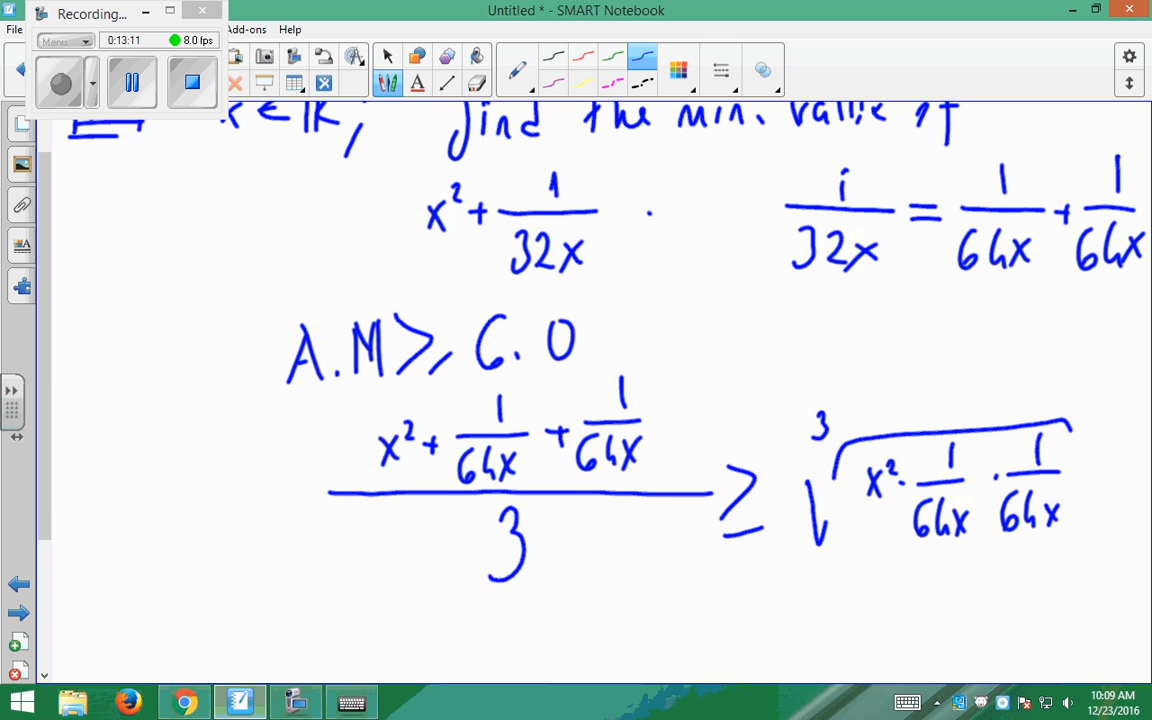 Untitled * - SMART Notebook
Recording...
File
Add-ons Help
Menu 0:13:11 8.0 fps
find the min. value of
x² + 1/32x . 1/32x = 1/64x + 1/64x
A.M ≥ G.O
(x² + 1/64x + 1/64x)/3 ≥ ³√(x² · 1/64x · 1/64x)
10:09 AM
12/23/2016